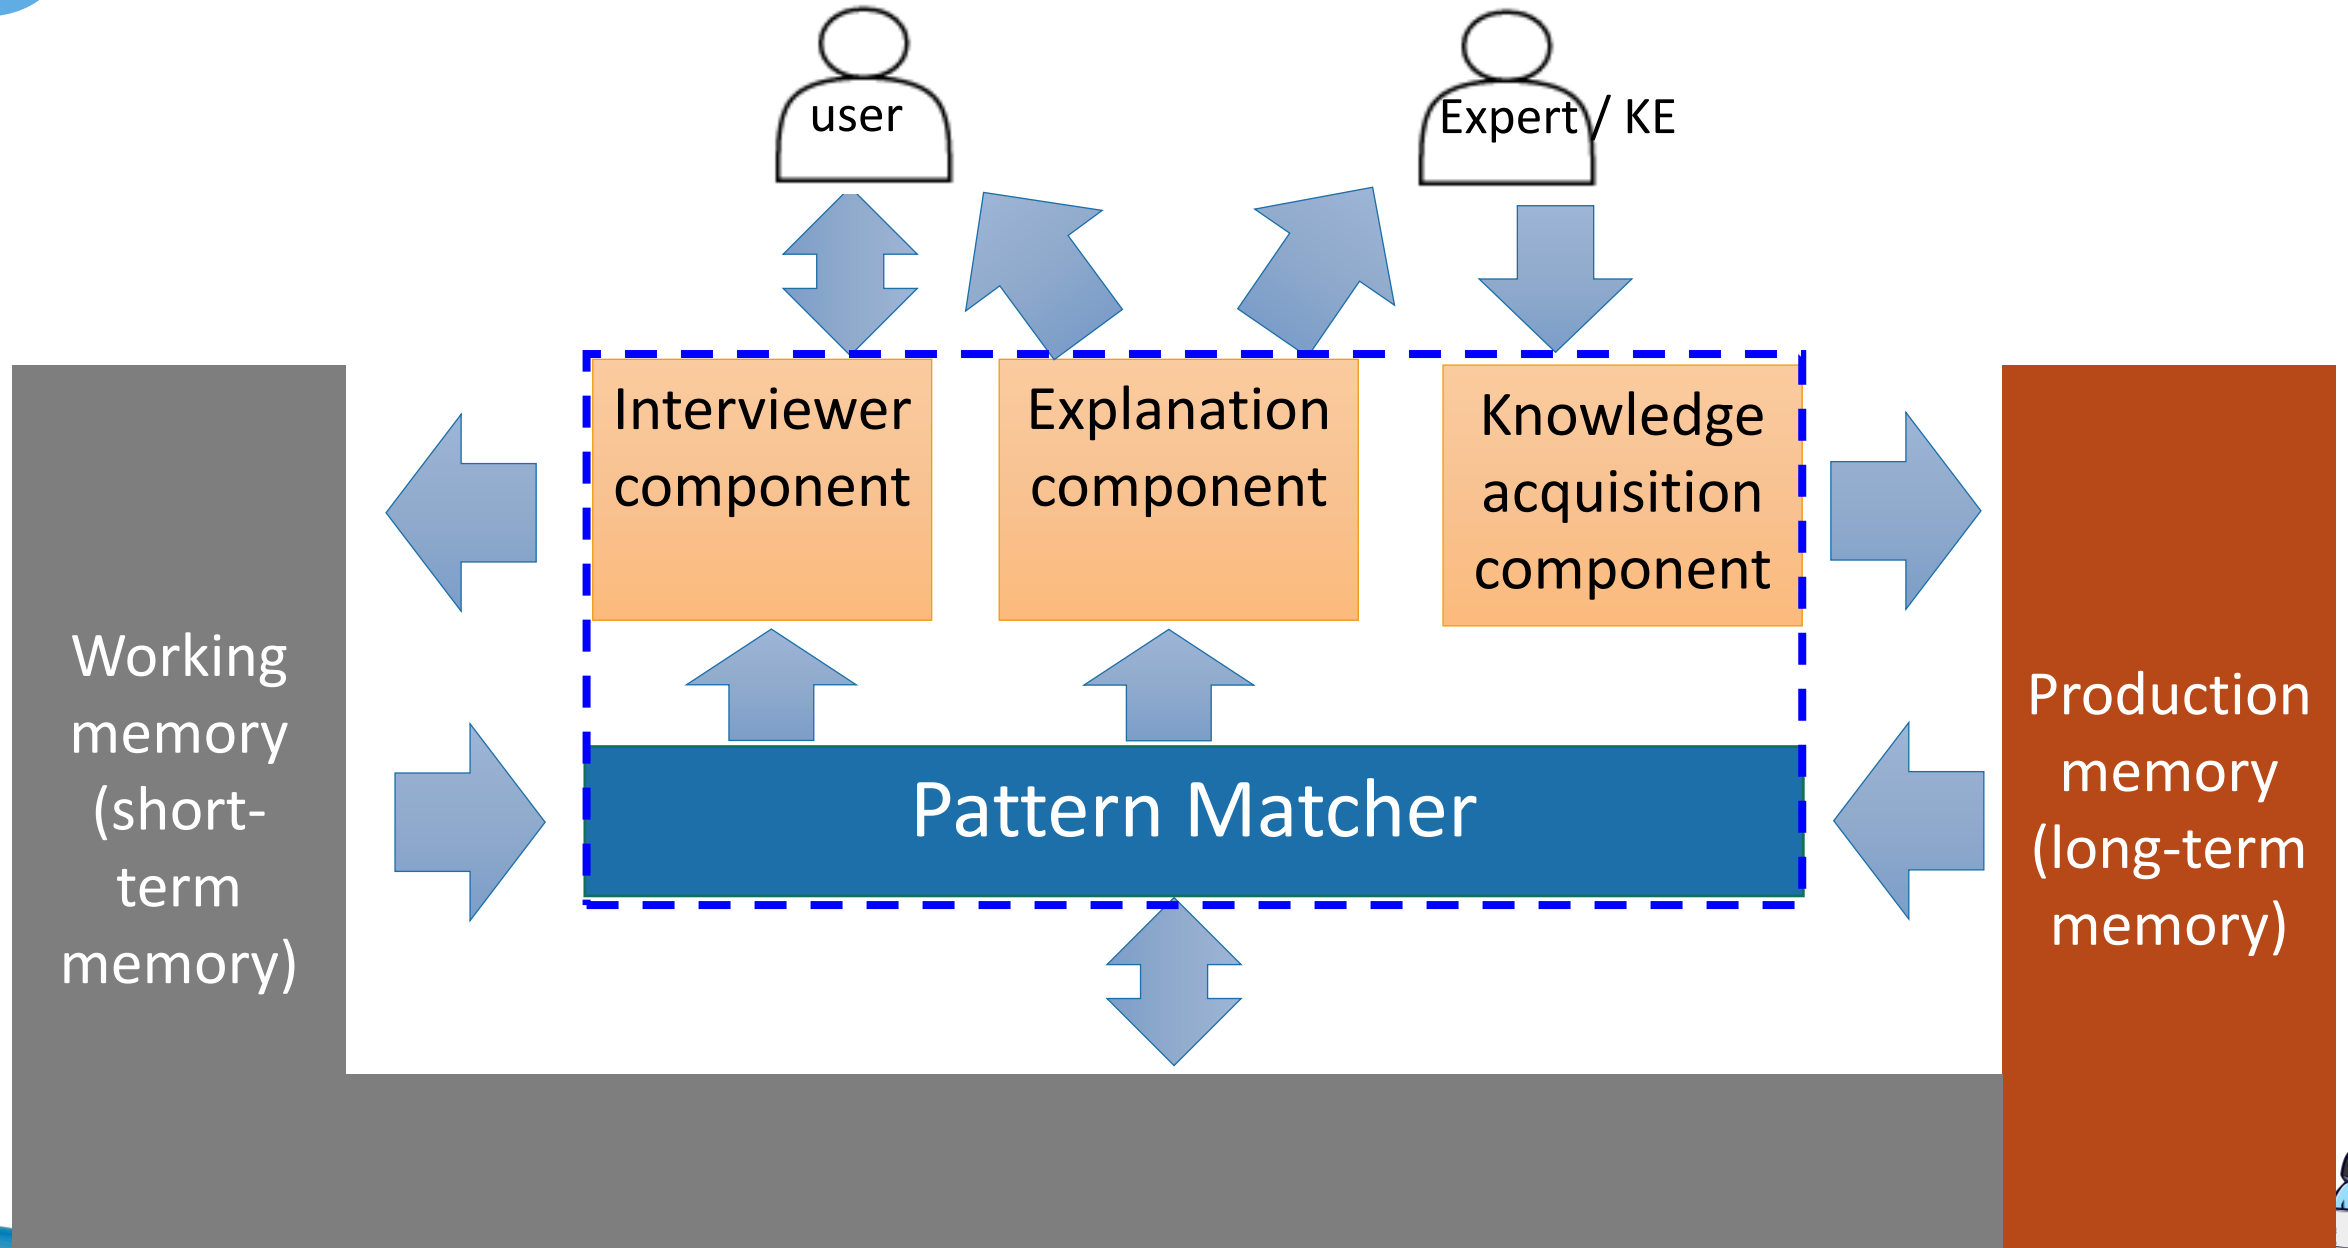 user
Expert / KE
Interviewer
component
Explanation
component
Knowledge
acquisition
component
Working
memory
(short-
term
memory)
Pattern Matcher
Production
memory
(long-term
memory)